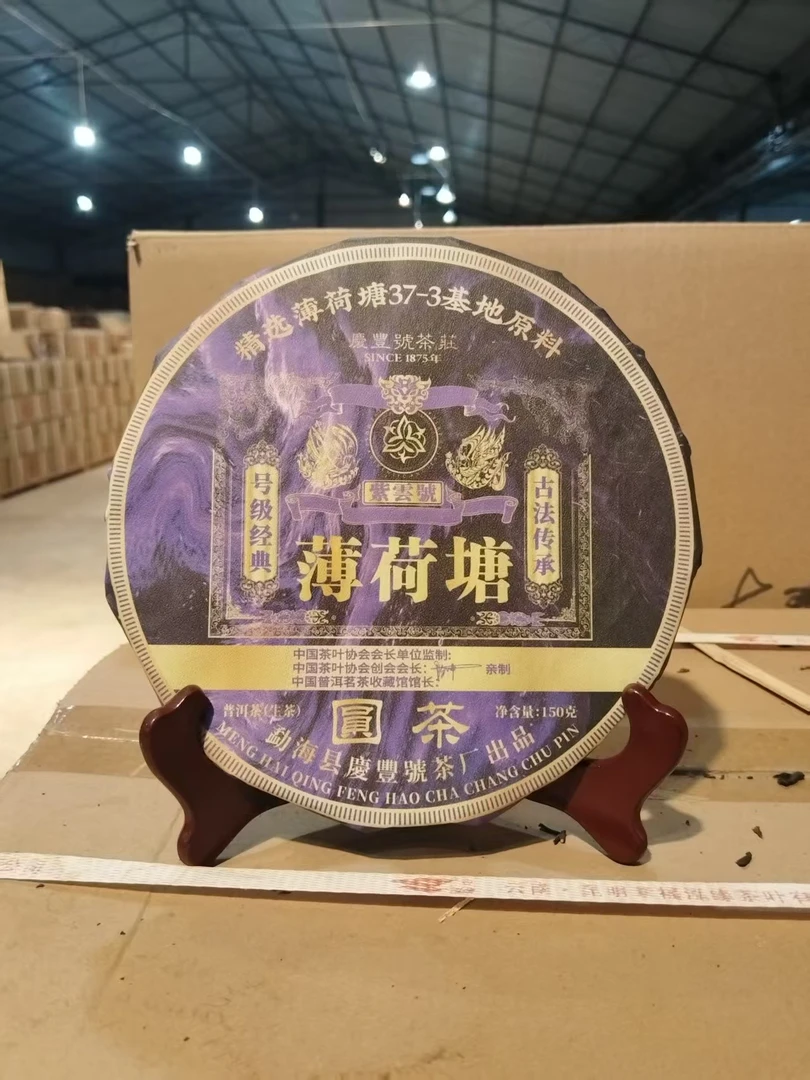 精选薄荷塘37-3基地原料
慶豐號茶莊
SINCE 1875年
紫雲號
号级经典
古法传承
薄荷塘
中国茶叶协会会长单位监制:
中国茶叶协会创会会长: 亲制
中国普洱茗茶收藏馆馆长:
普洱茶(生茶)
圓茶
净含量:150克
勐海县慶豐號茶厂出品
MENG HAI QING FENG HAO CHA CHANG CHU PIN